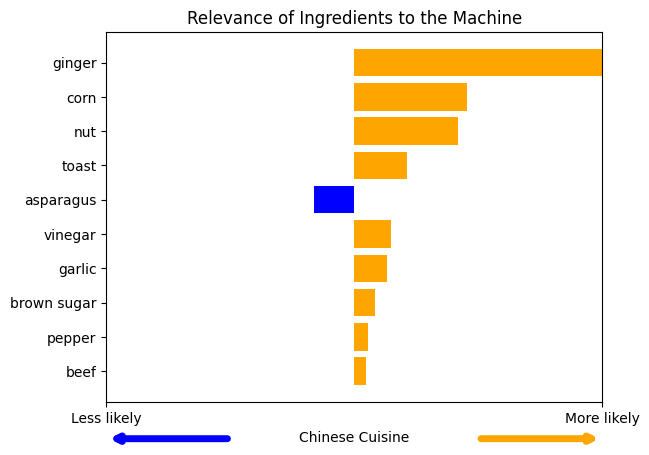 Relevance of Ingredients to the Machine
ginger
corn
nut
toast
asparagus
vinegar
garlic
brown sugar
pepper
beef
Less likely
More likely
Chinese Cuisine